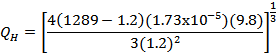 Q_H = [ 4(1289 − 1.2)(1.73x10⁻⁵)(9.8) / 3(1.2)² ]^(1/3)